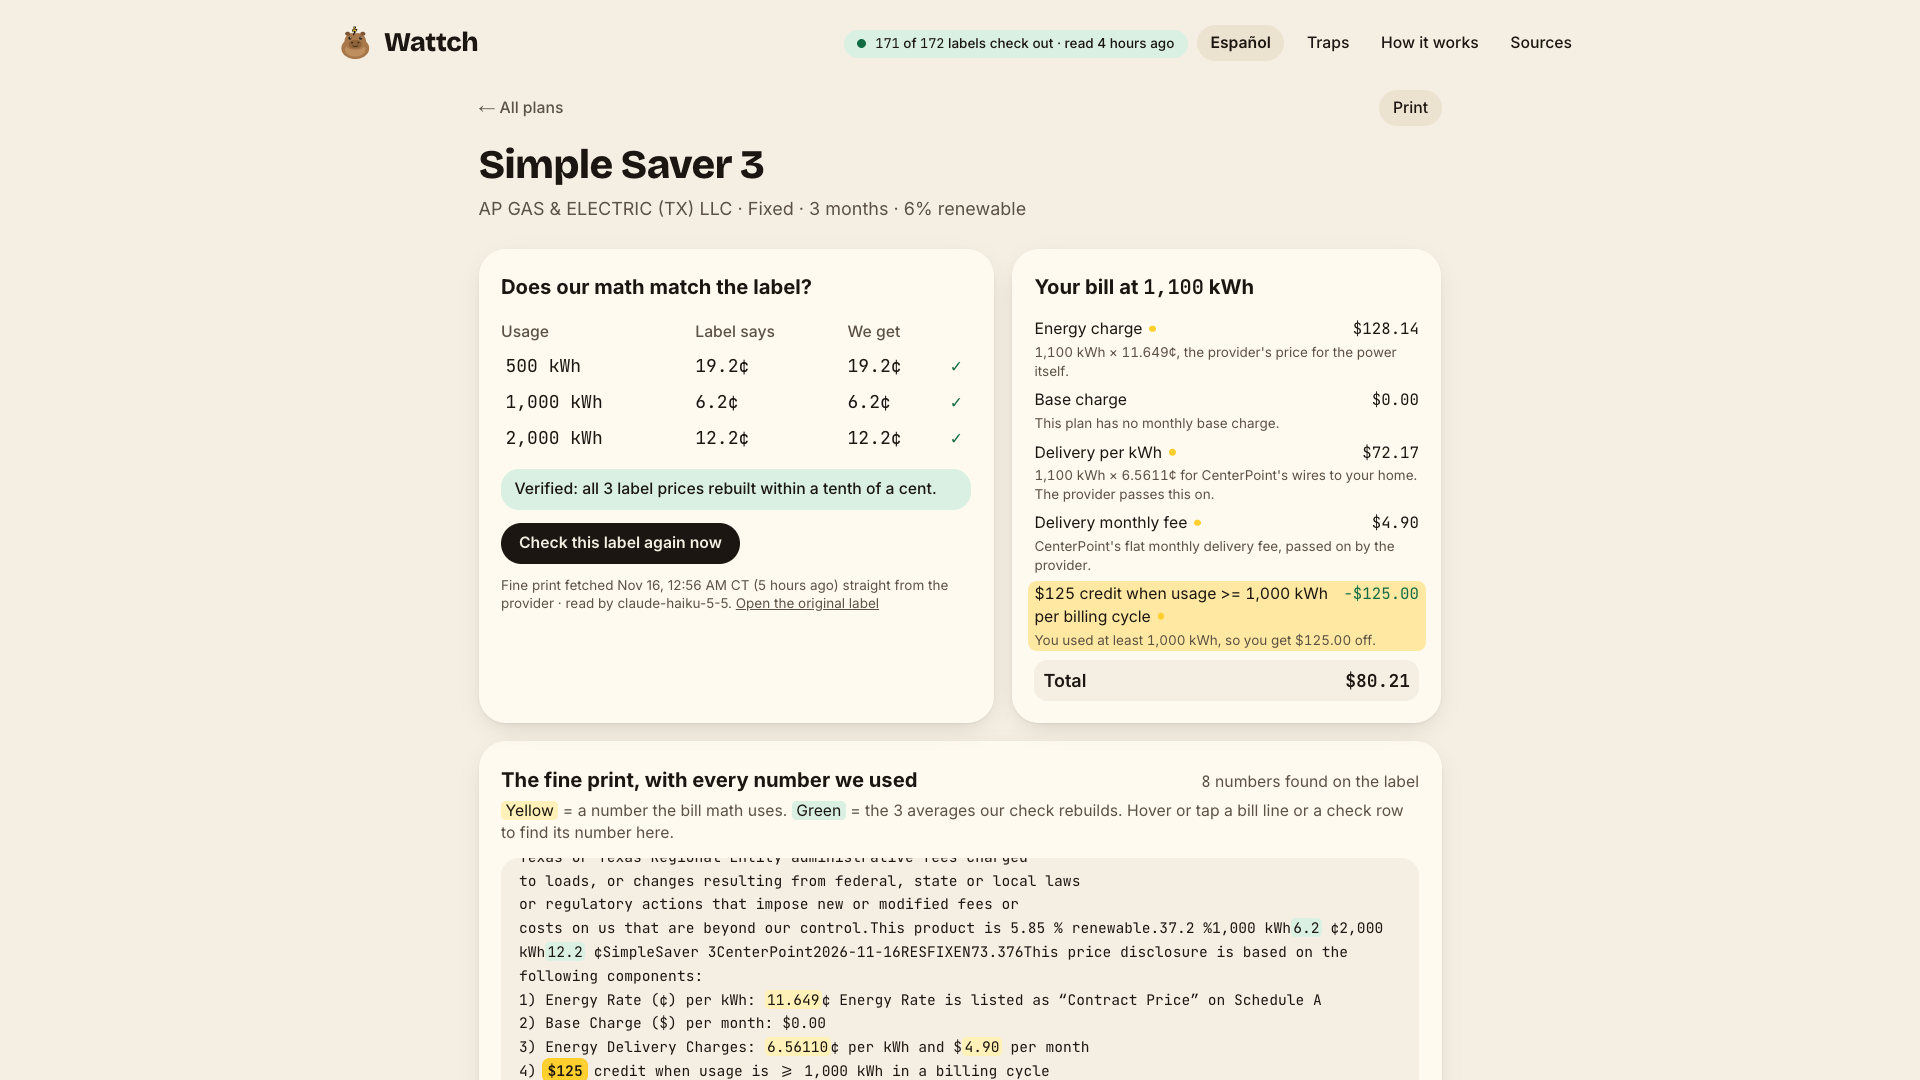 Wattch
171 of 172 labels check out · read 4 hours ago
Español
Traps
How it works
Sources
← All plans
Print
Simple Saver 3
AP GAS & ELECTRIC (TX) LLC · Fixed · 3 months · 6% renewable
Does our math match the label?
Usage Label says We get
500 kWh 19.2¢ 19.2¢ ✓
1,000 kWh 6.2¢ 6.2¢ ✓
2,000 kWh 12.2¢ 12.2¢ ✓
Verified: all 3 label prices rebuilt within a tenth of a cent.
Check this label again now
Fine print fetched Nov 16, 12:56 AM CT (5 hours ago) straight from the
provider · read by claude-haiku-5-5. Open the original label
Your bill at 1,100 kWh
Energy charge $128.14
1,100 kWh × 11.649¢, the provider's price for the power
itself.
Base charge $0.00
This plan has no monthly base charge.
Delivery per kWh $72.17
1,100 kWh × 6.5611¢ for CenterPoint's wires to your home.
The provider passes this on.
Delivery monthly fee $4.90
CenterPoint's flat monthly delivery fee, passed on by the
provider.
$125 credit when usage >= 1,000 kWh -$125.00
per billing cycle
You used at least 1,000 kWh, so you get $125.00 off.
Total $80.21
The fine print, with every number we used
8 numbers found on the label
Yellow = a number the bill math uses. Green = the 3 averages our check rebuilds. Hover or tap a bill line or a check row
to find its number here.
Texas or Texas Regional Entity administrative fees charged
to loads, or changes resulting from federal, state or local laws
or regulatory actions that impose new or modified fees or
costs on us that are beyond our control.This product is 5.85 % renewable.37.2 %1,000 kWh6.2 ¢2,000
kWh12.2 ¢SimpleSaver 3CenterPoint2026-11-16RESFIXEN73.376This price disclosure is based on the
following components:
1) Energy Rate (¢) per kWh: 11.649¢ Energy Rate is listed as “Contract Price” on Schedule A
2) Base Charge ($) per month: $0.00
3) Energy Delivery Charges: 6.56110¢ per kWh and $4.90 per month
4) $125 credit when usage is ⩾ 1,000 kWh in a billing cycle